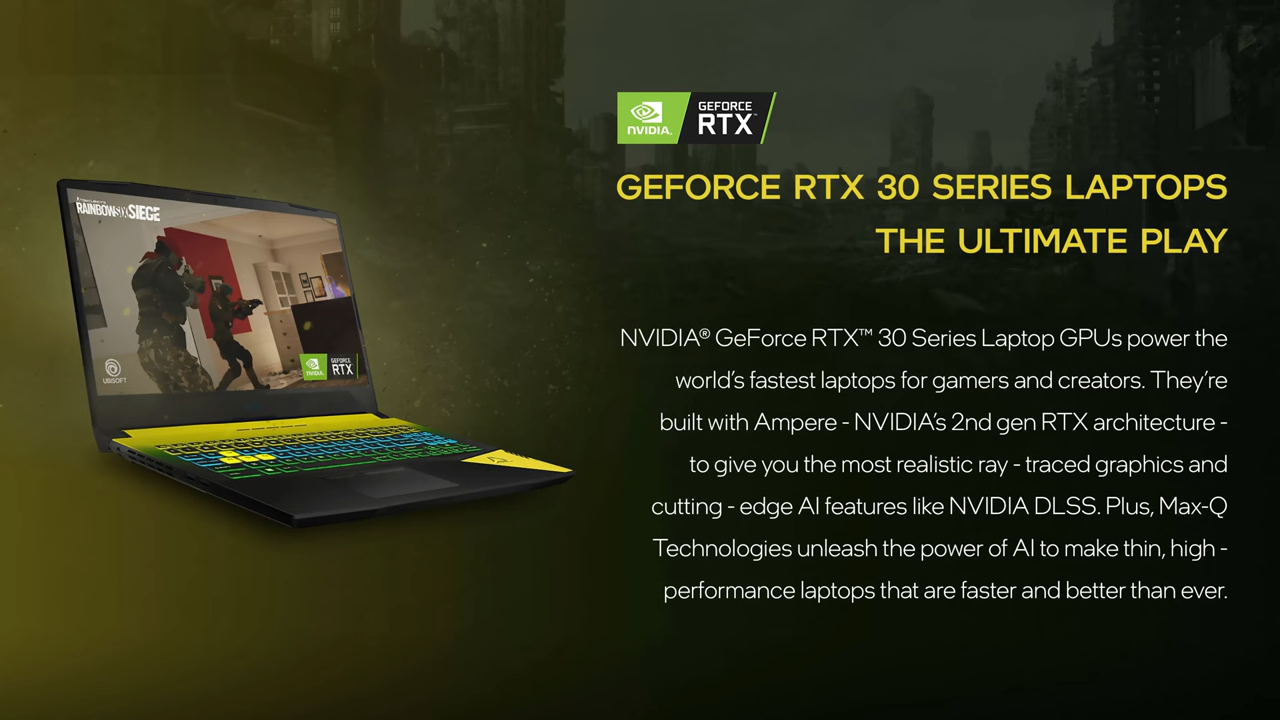 NVIDIA.
GEFORCE
RTX™
GEFORCE RTX 30 SERIES LAPTOPS
THE ULTIMATE PLAY
RAINBOWSIX SIEGE
UBISOFT
NVIDIA.
GEFORCE
RTX
NVIDIA® GeForce RTX™ 30 Series Laptop GPUs power the
world's fastest laptops for gamers and creators. They're
built with Ampere - NVIDIA's 2nd gen RTX architecture -
to give you the most realistic ray - traced graphics and
cutting - edge AI features like NVIDIA DLSS. Plus, Max-Q
Technologies unleash the power of AI to make thin, high -
performance laptops that are faster and better than ever.